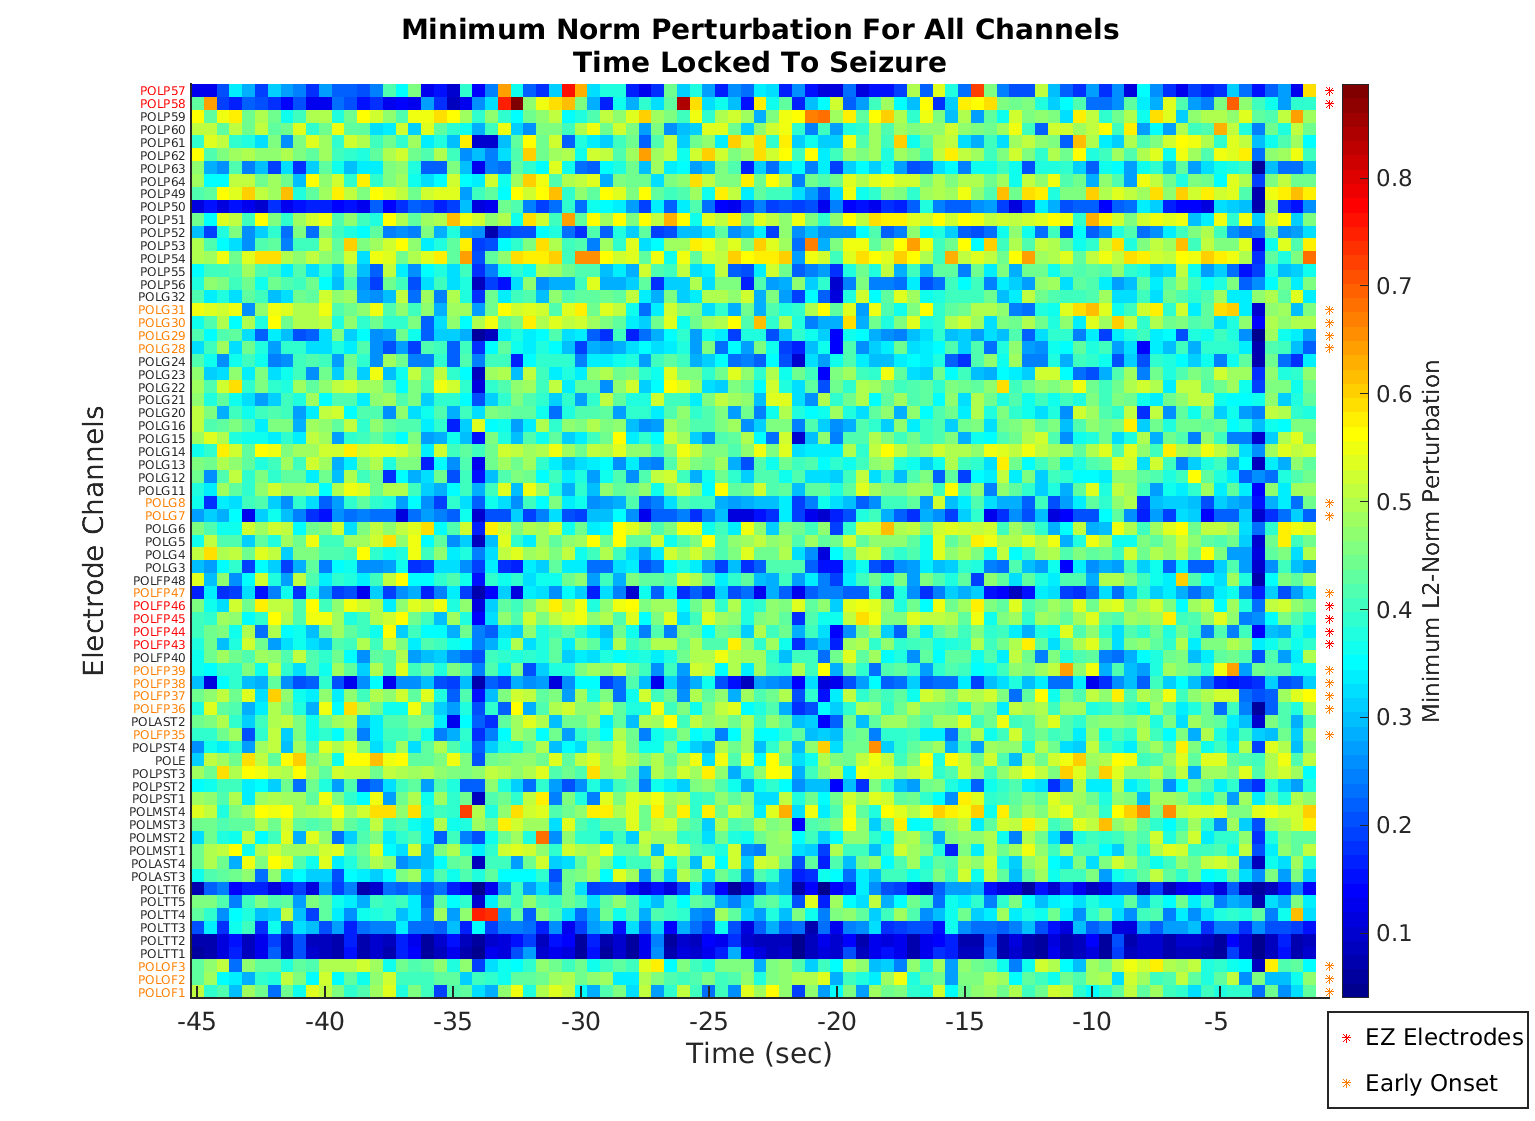 Minimum Norm Perturbation For All Channels
Time Locked To Seizure
Electrode Channels
POLP57
POLP58
POLP59
POLP60
POLP61
POLP62
POLP63
POLP64
POLP49
POLP50
POLP51
POLP52
POLP53
POLP54
POLP55
POLP56
POLG32
POLG31
POLG30
POLG29
POLG28
POLG24
POLG23
POLG22
POLG21
POLG20
POLG16
POLG15
POLG14
POLG13
POLG12
POLG11
POLG8
POLG7
POLG6
POLG5
POLG4
POLG3
POLFP48
POLFP47
POLFP46
POLFP45
POLFP44
POLFP43
POLFP40
POLFP39
POLFP38
POLFP37
POLFP36
POLAST2
POLFP35
POLPST4
POLE
POLPST3
POLPST2
POLPST1
POLMST4
POLMST3
POLMST2
POLMST1
POLAST4
POLAST3
POLTT6
POLTT5
POLTT4
POLTT3
POLTT2
POLTT1
POLOF3
POLOF2
POLOF1
-45 -40 -35 -30 -25 -20 -15 -10 -5
Time (sec)
0.8
0.7
0.6
0.5
0.4
0.3
0.2
0.1
Minimum L2-Norm Perturbation
EZ Electrodes
Early Onset